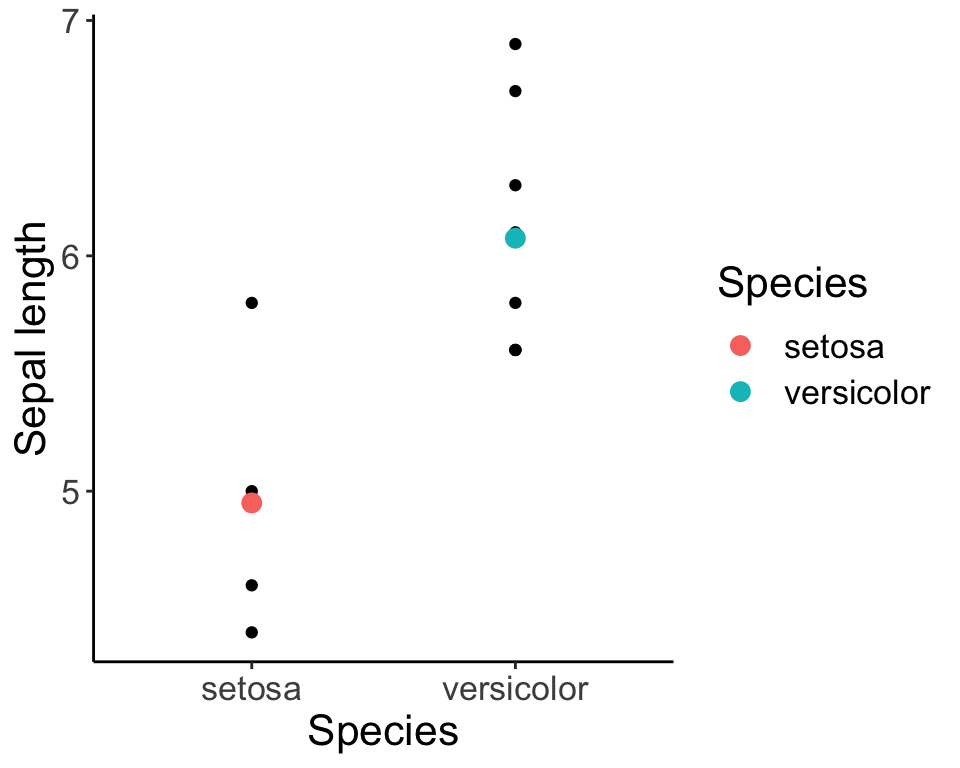 7
6
5
Sepal length
setosa
versicolor
Species
Species
setosa
versicolor